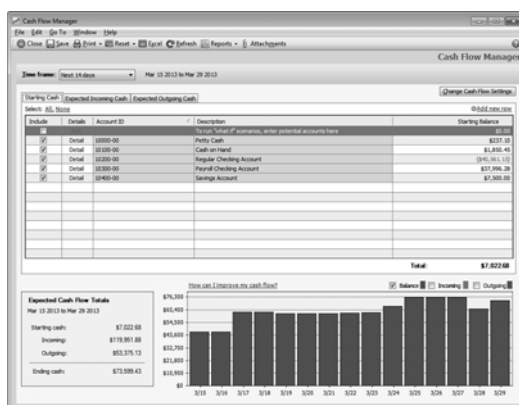 Cash Flow Manager
File Edit Go To Window Help
Close Save Print Reset Excel Refresh Reports Attachments
Cash Flow Manager
Time frame: Next 14 days Mar 15 2013 to Mar 29 2013
Change Cash Flow Settings
Starting Cash Expected Incoming Cash Expected Outgoing Cash
Select: All, None Add new row
Include Details Account ID Description Starting Balance
To run "what if" scenarios, enter potential accounts here $0.00
Detail 10000-00 Petty Cash $237.10
Detail 10100-00 Cash on Hand $1,850.45
Detail 10200-00 Regular Checking Account
Detail 10300-00 Payroll Checking Account $37,996.28
Detail 10400-00 Savings Account $7,500.00
Total: $7,022.68
How can I improve my cash flow? Balance Incoming Outgoing
Expected Cash Flow Totals
Mar 15 2013 to Mar 29 2013
Starting cash: $7,022.68
Incoming: $119,951.88
Outgoing: $53,375.13
Ending cash: $73,599.43
$76,300
$65,400
$54,500
$43,600
$32,700
$21,800
$10,900
$0
3/15 3/16 3/17 3/18 3/19 3/20 3/21 3/22 3/23 3/24 3/25 3/26 3/27 3/28 3/29